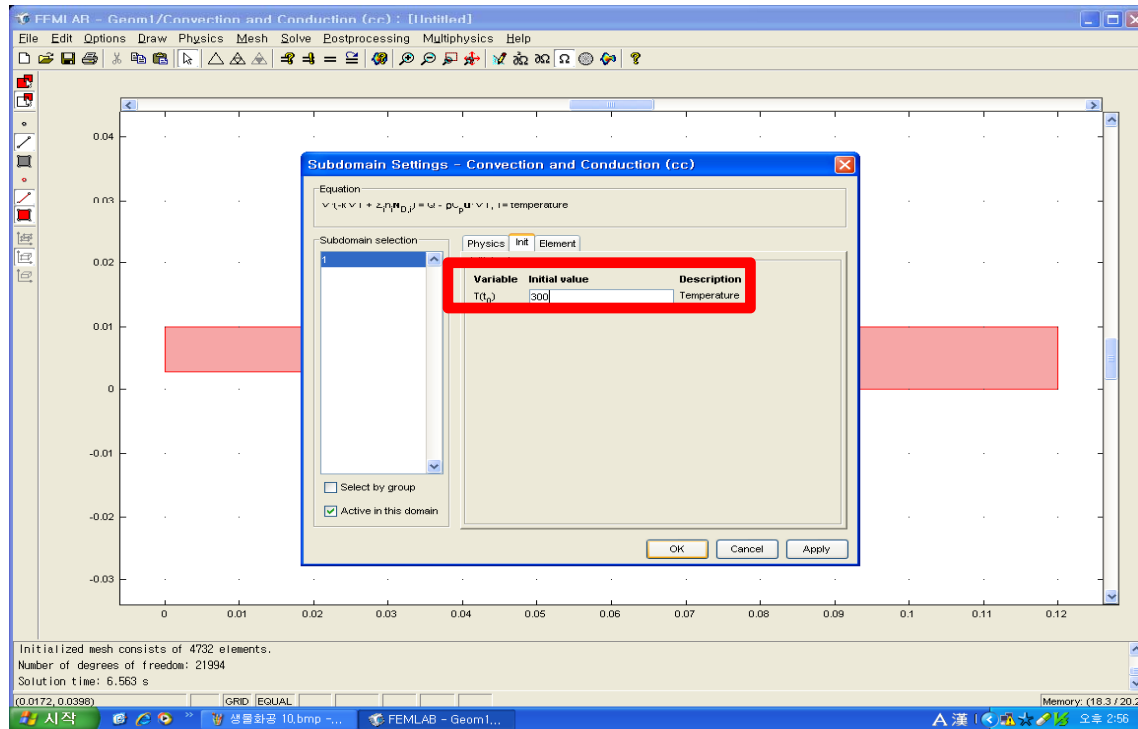 FEMLAB - Geom1/Convection and Conduction (cc) : [Untitled]
File Edit Options Draw Physics Mesh Solve Postprocessing Multiphysics Help
Subdomain Settings - Convection and Conduction (cc)
Equation
∇·(-k∇T + ΣᵢhᵢN_D,i) = Q - ρC_pu·∇T, T= temperature
Subdomain selection
Physics Init Element
1
Variable Initial value Description
T(t₀) 300 Temperature
Select by group
Active in this domain
OK Cancel Apply
0.04
0.03
0.02
0.01
0
-0.01
-0.02
-0.03
0 0.01 0.02 0.03 0.04 0.05 0.06 0.07 0.08 0.09 0.1 0.11 0.12
Initialized mesh consists of 4732 elements.
Number of degrees of freedom: 21994
Solution time: 6.563 s
(0.0172, 0.0398) GRID EQUAL Memory: (18.3 / 20.2
시작 생물화공 10.bmp -... FEMLAB - Geom1... A 漢 오후 2:56